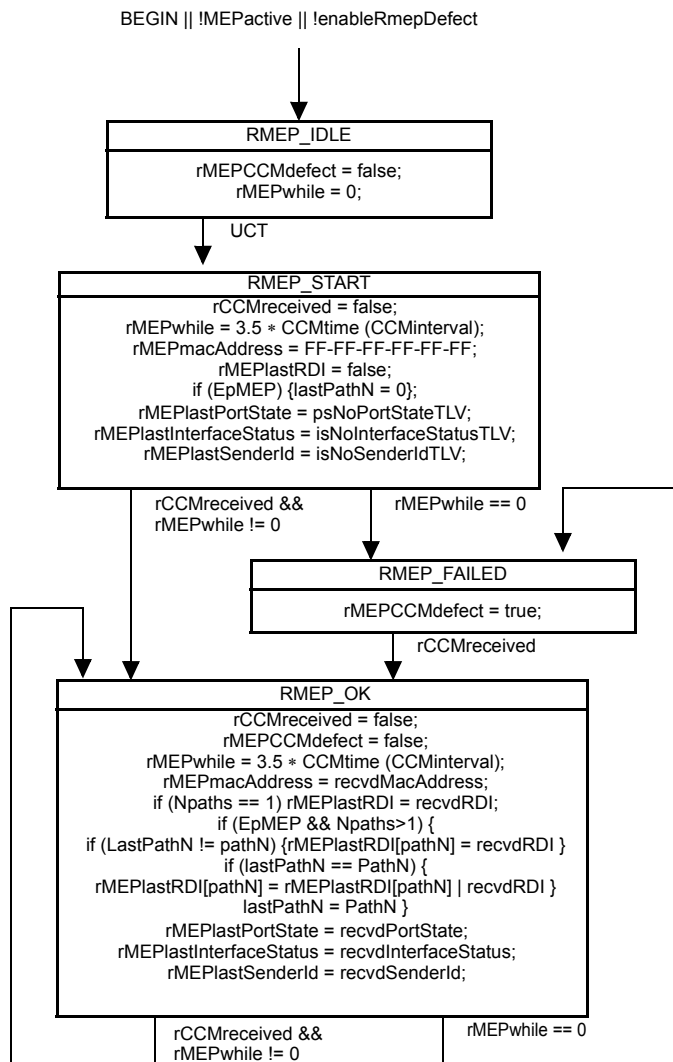 BEGIN || !MEPactive || !enableRmepDefect
RMEP_IDLE
rMEPCCMdefect = false;
rMEPwhile = 0;
UCT
RMEP_START
rCCMreceived = false;
rMEPwhile = 3.5 * CCMtime (CCMinterval);
rMEPmacAddress = FF-FF-FF-FF-FF-FF;
rMEPlastRDI = false;
if (EpMEP) {lastPathN = 0};
rMEPlastPortState = psNoPortStateTLV;
rMEPlastInterfaceStatus = isNoInterfaceStatusTLV;
rMEPlastSenderId = isNoSenderIdTLV;
rCCMreceived &&
rMEPwhile != 0
rMEPwhile == 0
RMEP_FAILED
rMEPCCMdefect = true;
rCCMreceived
RMEP_OK
rCCMreceived = false;
rMEPCCMdefect = false;
rMEPwhile = 3.5 * CCMtime (CCMinterval);
rMEPmacAddress = recvdMacAddress;
if (Npaths == 1) rMEPlastRDI = recvdRDI;
if (EpMEP && Npaths>1) {
if (LastPathN != pathN) {rMEPlastRDI[pathN] = recvdRDI }
if (lastPathN == PathN) {
rMEPlastRDI[pathN] = rMEPlastRDI[pathN] | recvdRDI }
lastPathN = PathN }
rMEPlastPortState = recvdPortState;
rMEPlastInterfaceStatus = recvdInterfaceStatus;
rMEPlastSenderId = recvdSenderId;
rCCMreceived &&
rMEPwhile != 0
rMEPwhile == 0